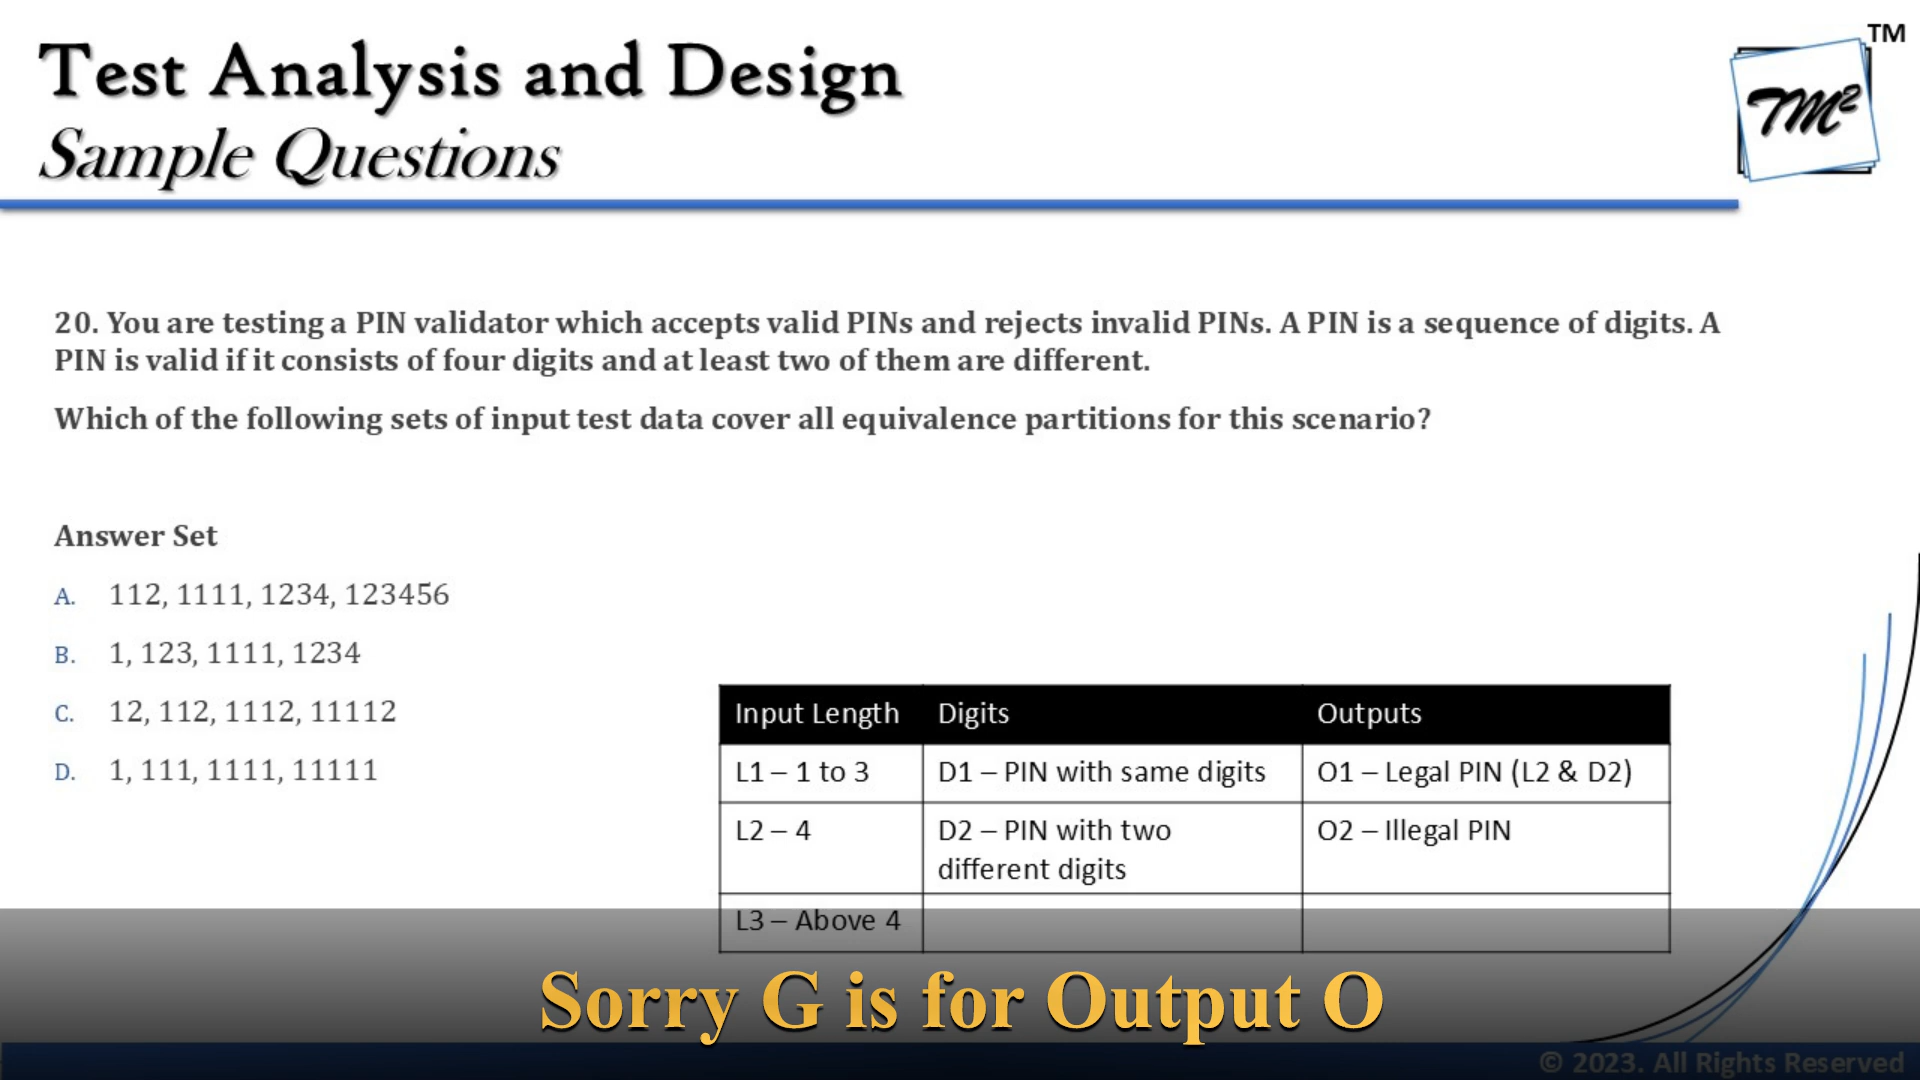 Test Analysis and Design
Sample Questions
TM
TM²
20. You are testing a PIN validator which accepts valid PINs and rejects invalid PINs. A PIN is a sequence of digits. A
PIN is valid if it consists of four digits and at least two of them are different.
Which of the following sets of input test data cover all equivalence partitions for this scenario?
Answer Set
A. 112, 1111, 1234, 123456
B. 1, 123, 1111, 1234
C. 12, 112, 1112, 11112
D. 1, 111, 1111, 11111
Input Length Digits Outputs
L1 – 1 to 3 D1 – PIN with same digits O1 – Legal PIN (L2 & D2)
L2 – 4 D2 – PIN with two O2 – Illegal PIN
different digits
L3 – Above 4
Sorry G is for Output O
© 2023. All Rights Reserved